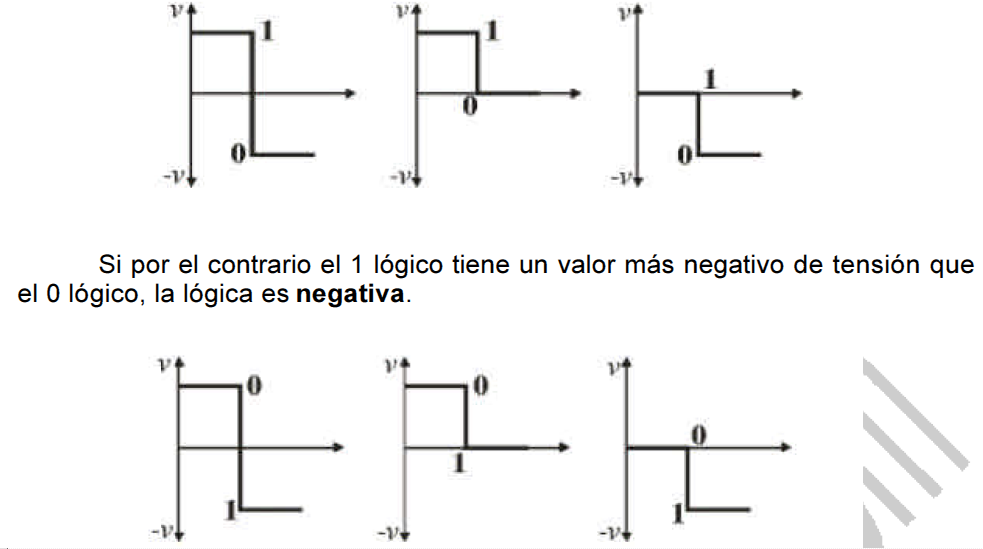 v 1 v 1 v 1
0 0 0
-v -v -v
Si por el contrario el 1 lógico tiene un valor más negativo de tensión que
el 0 lógico, la lógica es negativa.
v 0 v 0 v 0
1 1 1
-v -v -v